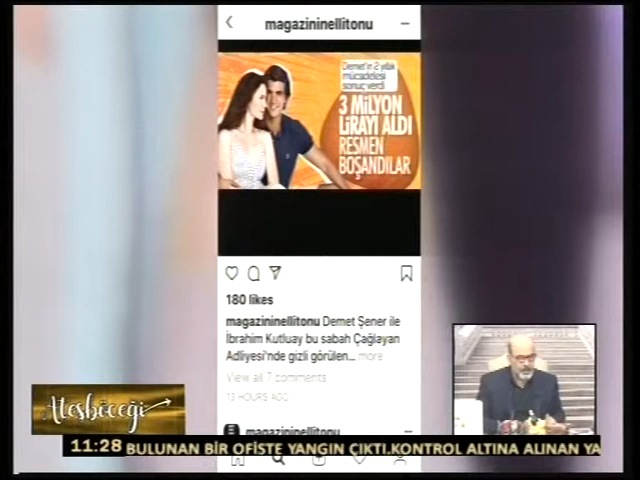 magazininellitonu
Demet'in 2 yıllık
mücadelesi
sonuç verdi
3 MİLYON
LİRAYI ALDI
RESMEN
BOŞANDILAR
180 likes
magazininellitonu Demet Şener ile
İbrahim Kutluay bu sabah Çağlayan
Adliyesi'nde gizli görülen... more
View all 7 comments
13 HOURS AGO
magazininellitonu
Ateşböceği
11:28 BULUNAN BİR OFİSTE YANGIN ÇIKTI.KONTROL ALTINA ALINAN YA